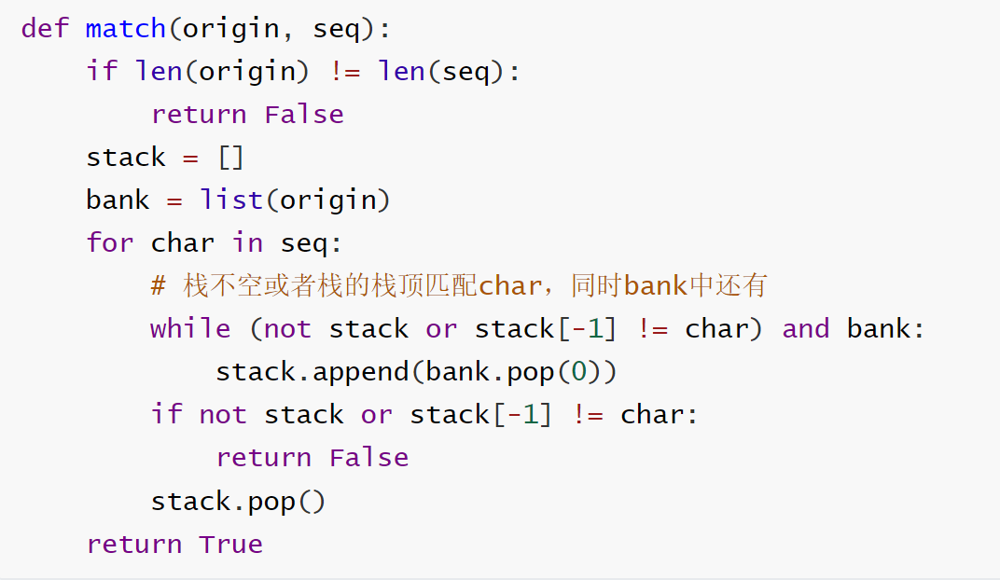 def match(origin, seq):
    if len(origin) != len(seq):
        return False
    stack = []
    bank = list(origin)
    for char in seq:
        # 栈不空或者栈的栈顶匹配char，同时bank中还有
        while (not stack or stack[-1] != char) and bank:
            stack.append(bank.pop(0))
        if not stack or stack[-1] != char:
            return False
        stack.pop()
    return True